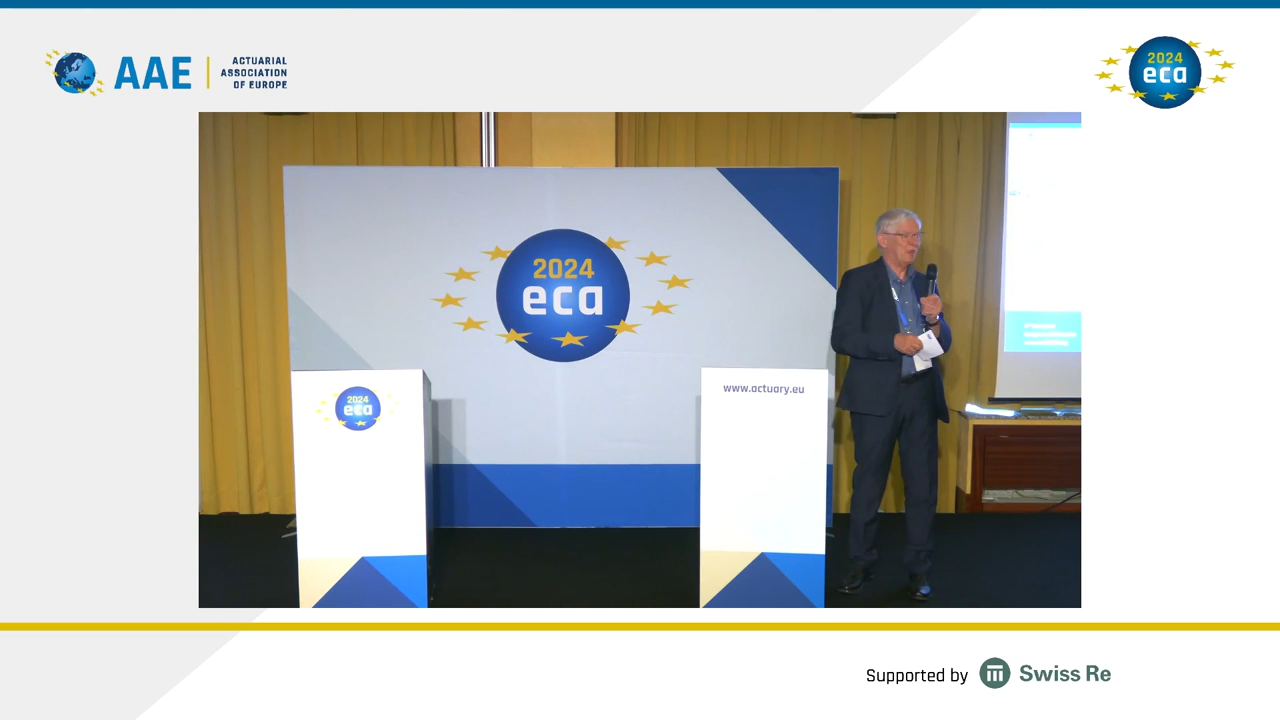 AAE
ACTUARIAL
ASSOCIATION
OF EUROPE
2024
eca
2024
eca
2024
eca
www.actuary.eu
Supported by
Swiss Re